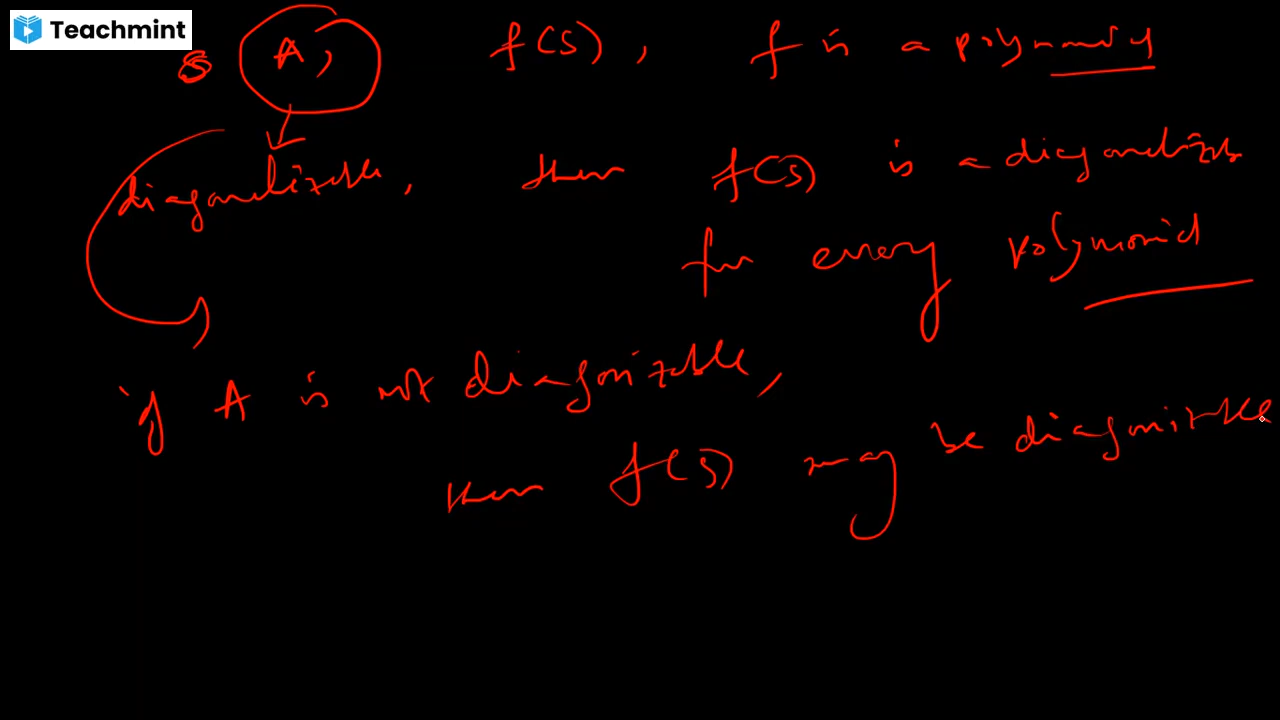 Teachmint
S A, f(S), f is a polynomial
diagonalizable, then f(S) is a diagonalizable
for every polynomial
if A is not diagonizable,
then f(S) may be diagonizable